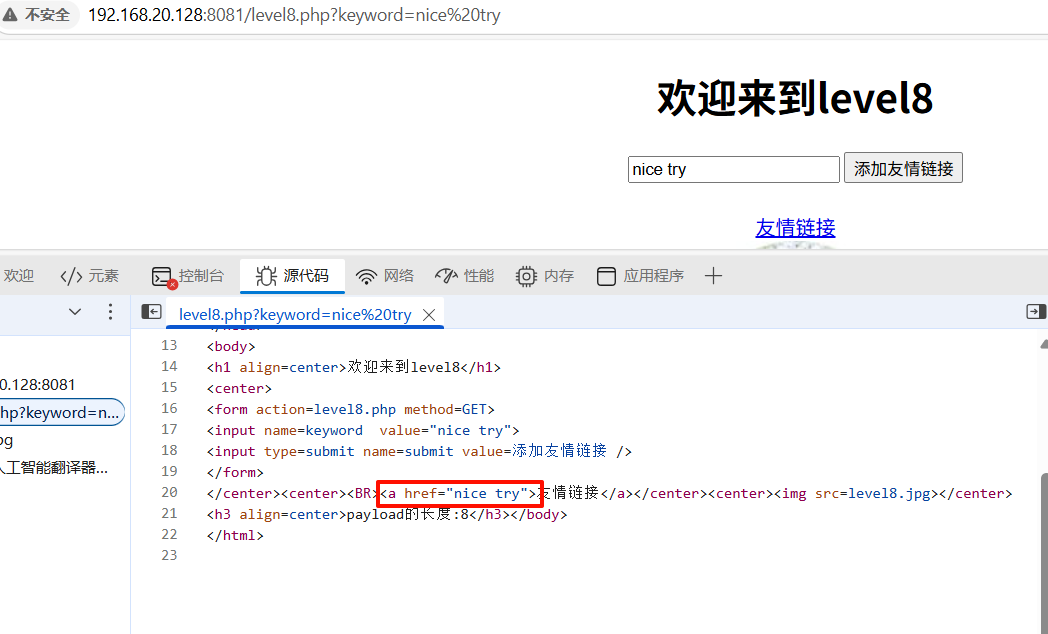 不安全 192.168.20.128:8081/level8.php?keyword=nice%20try
欢迎来到level8
nice try 添加友情链接
友情链接
欢迎 元素 控制台 源代码 网络 性能 内存 应用程序
level8.php?keyword=nice%20try
13 <body>
14 <h1 align=center>欢迎来到level8</h1>
0.128:8081
15 <center>
hp?keyword=n...
16 <form action=level8.php method=GET>
17 <input name=keyword  value="nice try">
og
18 <input type=submit name=submit value=添加友情链接 />
人工智能翻译器...
19 </form>
20 </center><center><BR><a href="nice try">友情链接</a></center><center><img src=level8.jpg></center>
21 <h3 align=center>payload的长度:8</h3></body>
22 </html>
23